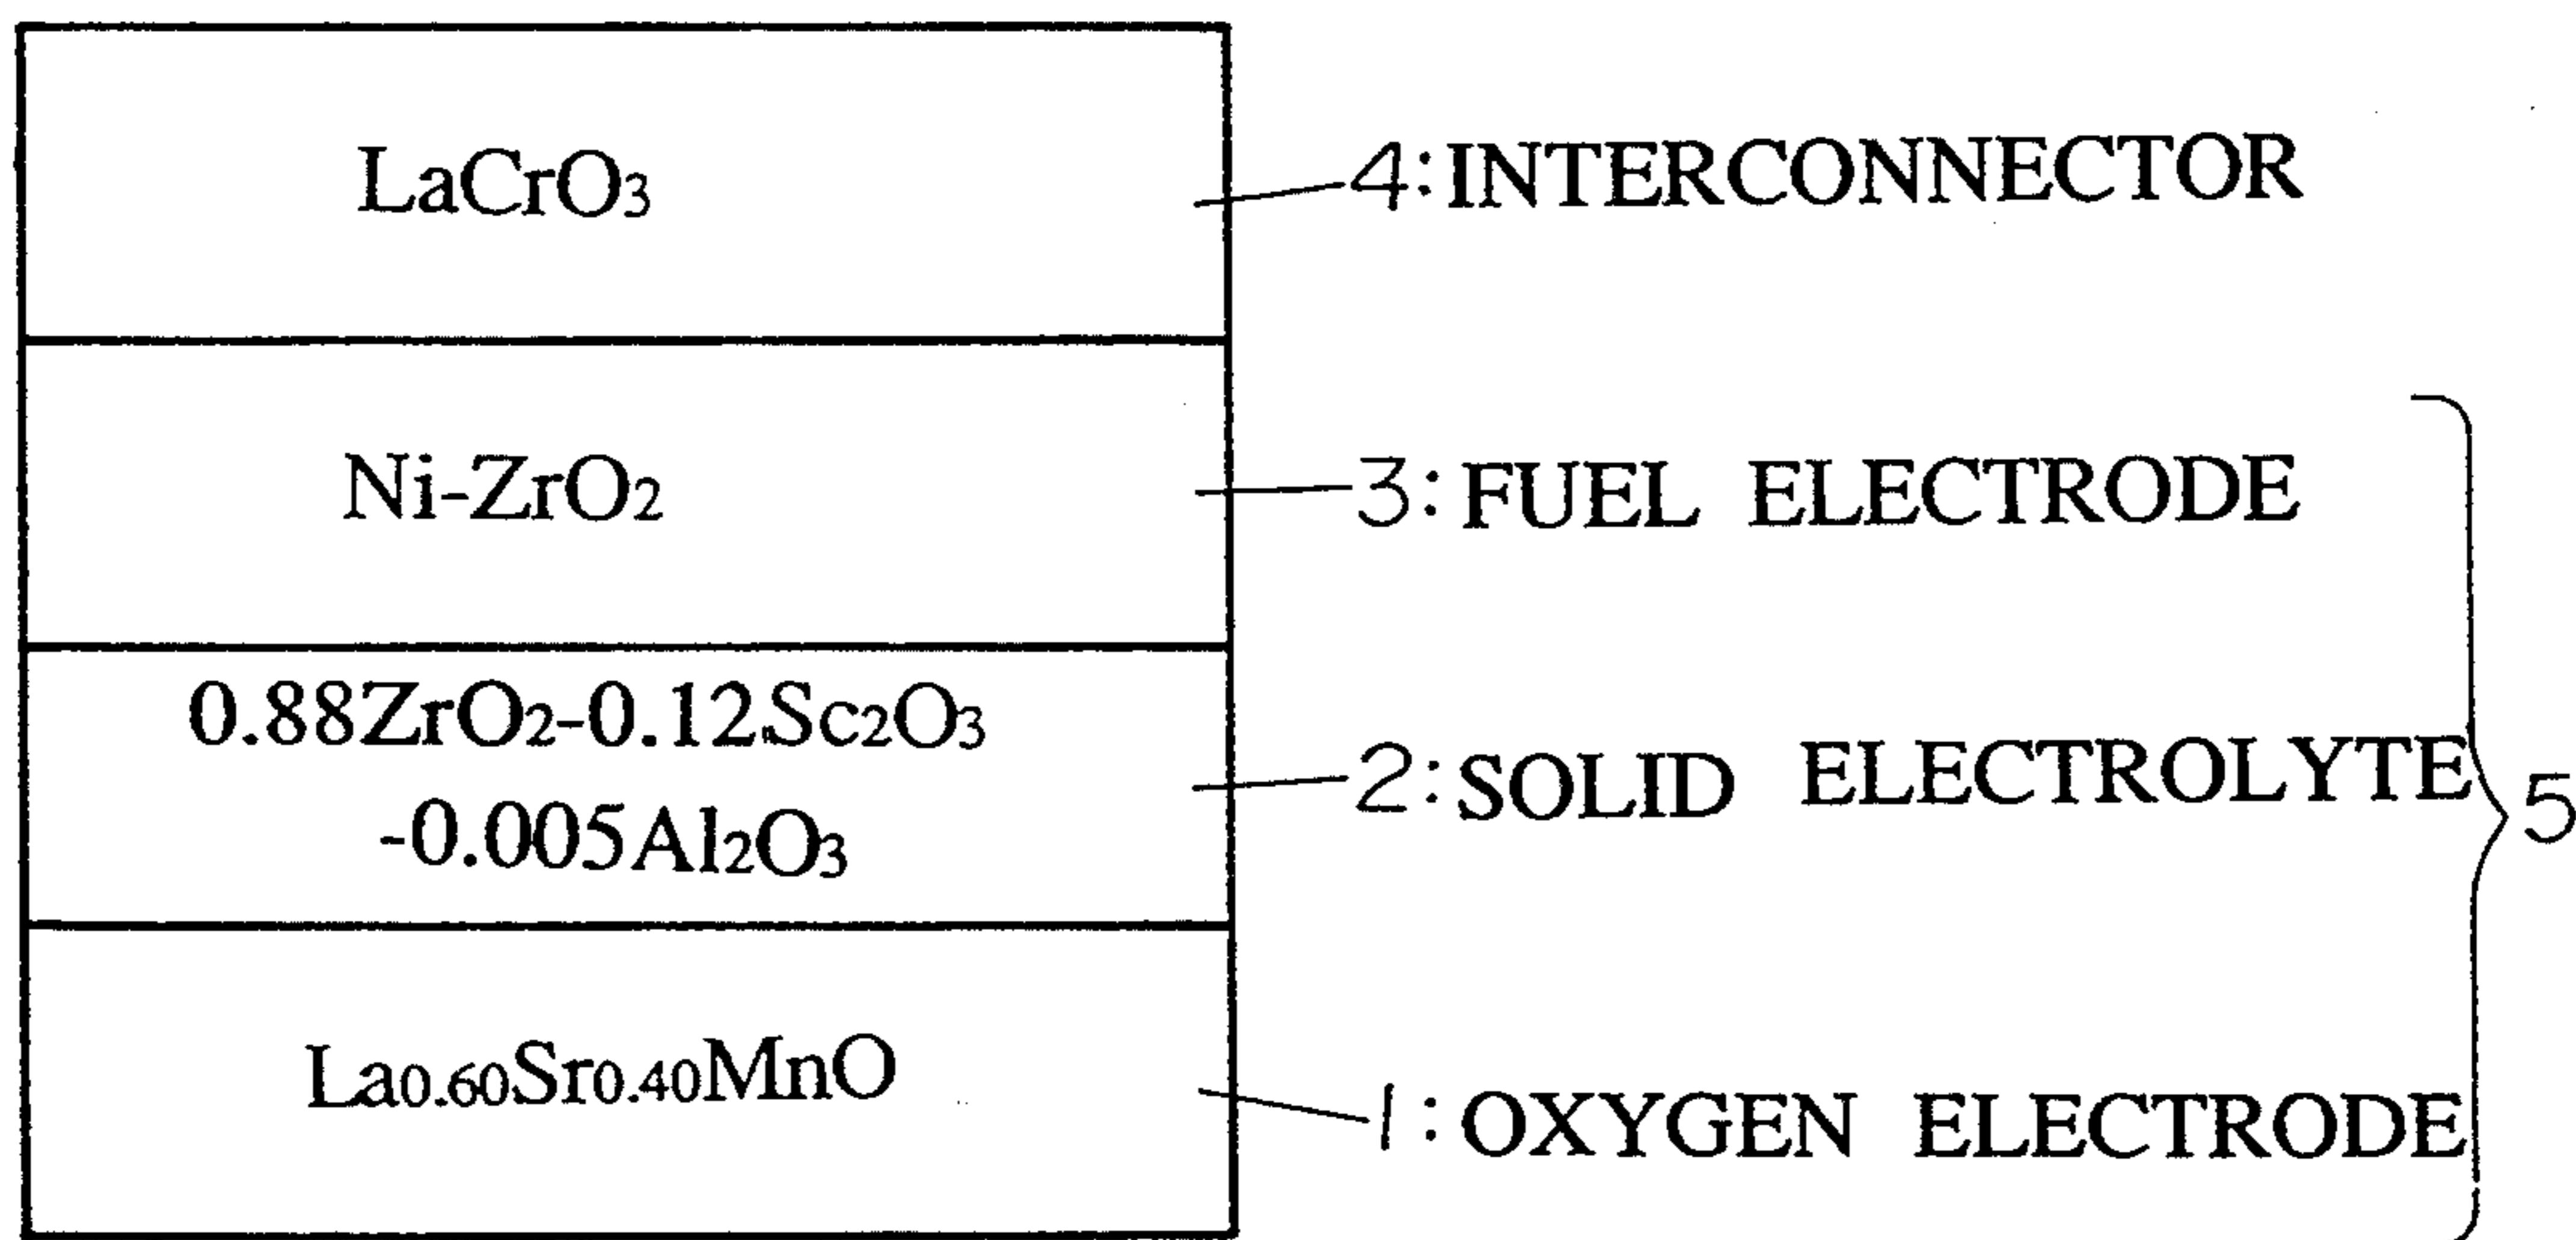 LaCrO3
4:INTERCONNECTOR
Ni-ZrO2
3:FUEL ELECTRODE
0.88ZrO2-0.12Sc2O3
-0.005Al2O3
2:SOLID ELECTROLYTE
5
La0.60Sr0.40MnO
1:OXYGEN ELECTRODE